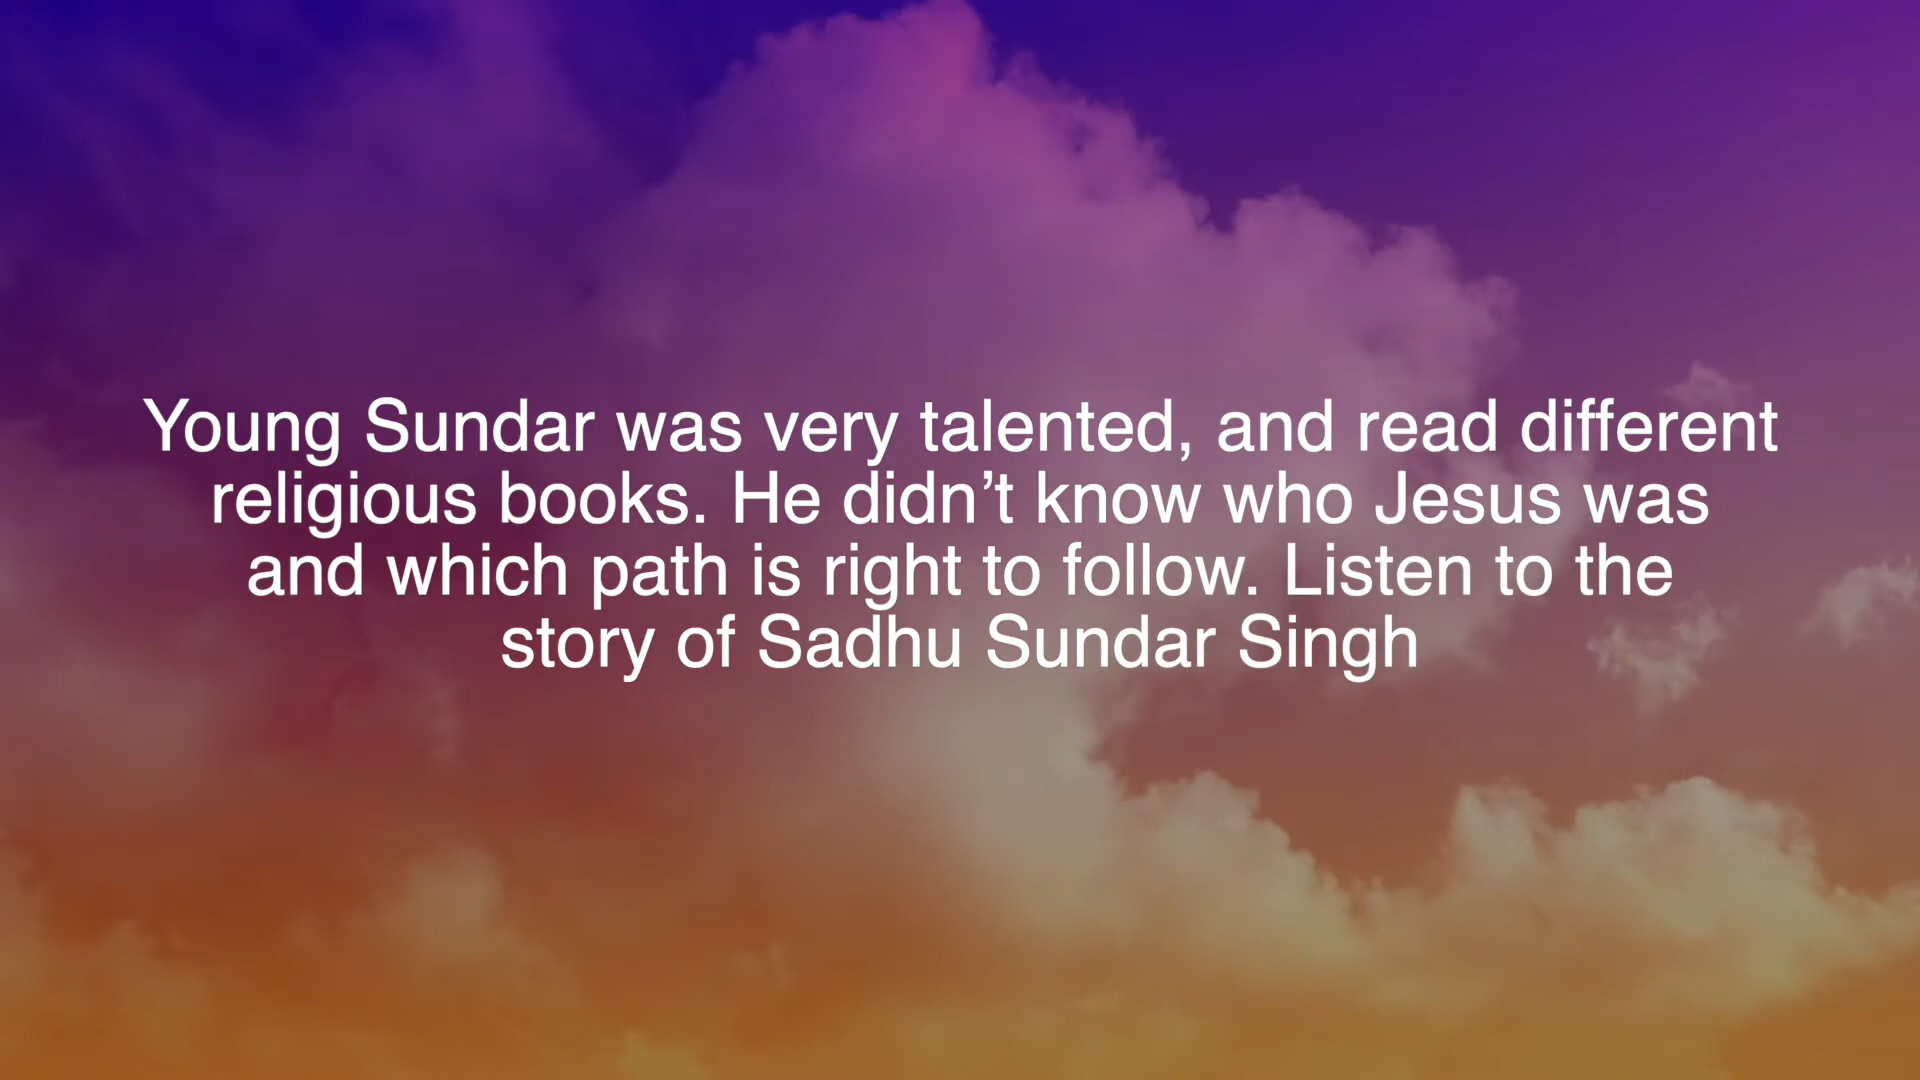 Young Sundar was very talented, and read different
religious books. He didn’t know who Jesus was
and which path is right to follow. Listen to the
story of Sadhu Sundar Singh